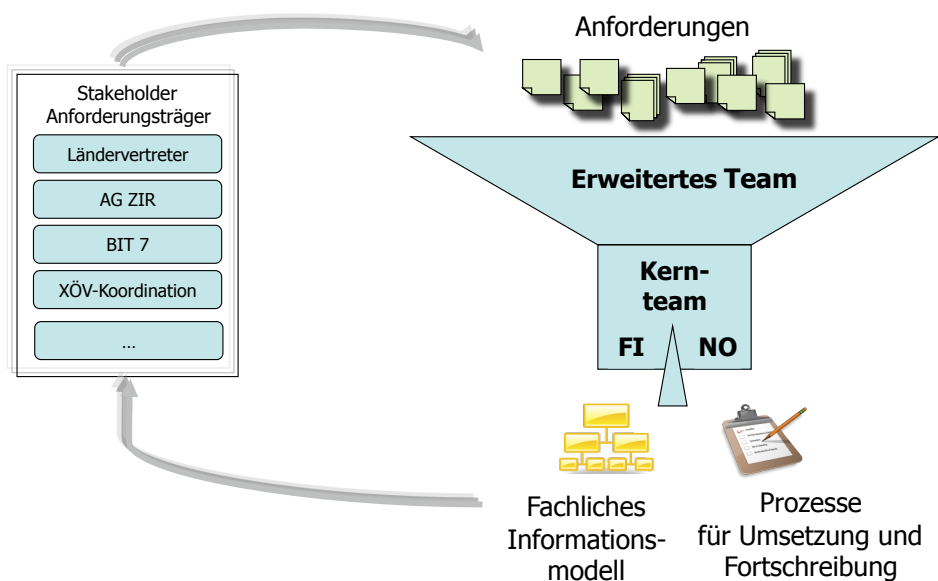 Stakeholder
Anforderungsträger
Ländervertreter
AG ZIR
BIT 7
XÖV-Koordination
...
Anforderungen
Erweitertes Team
Kern-
team
FI NO
Fachliches
Informations-
modell
Prozesse
für Umsetzung und
Fortschreibung